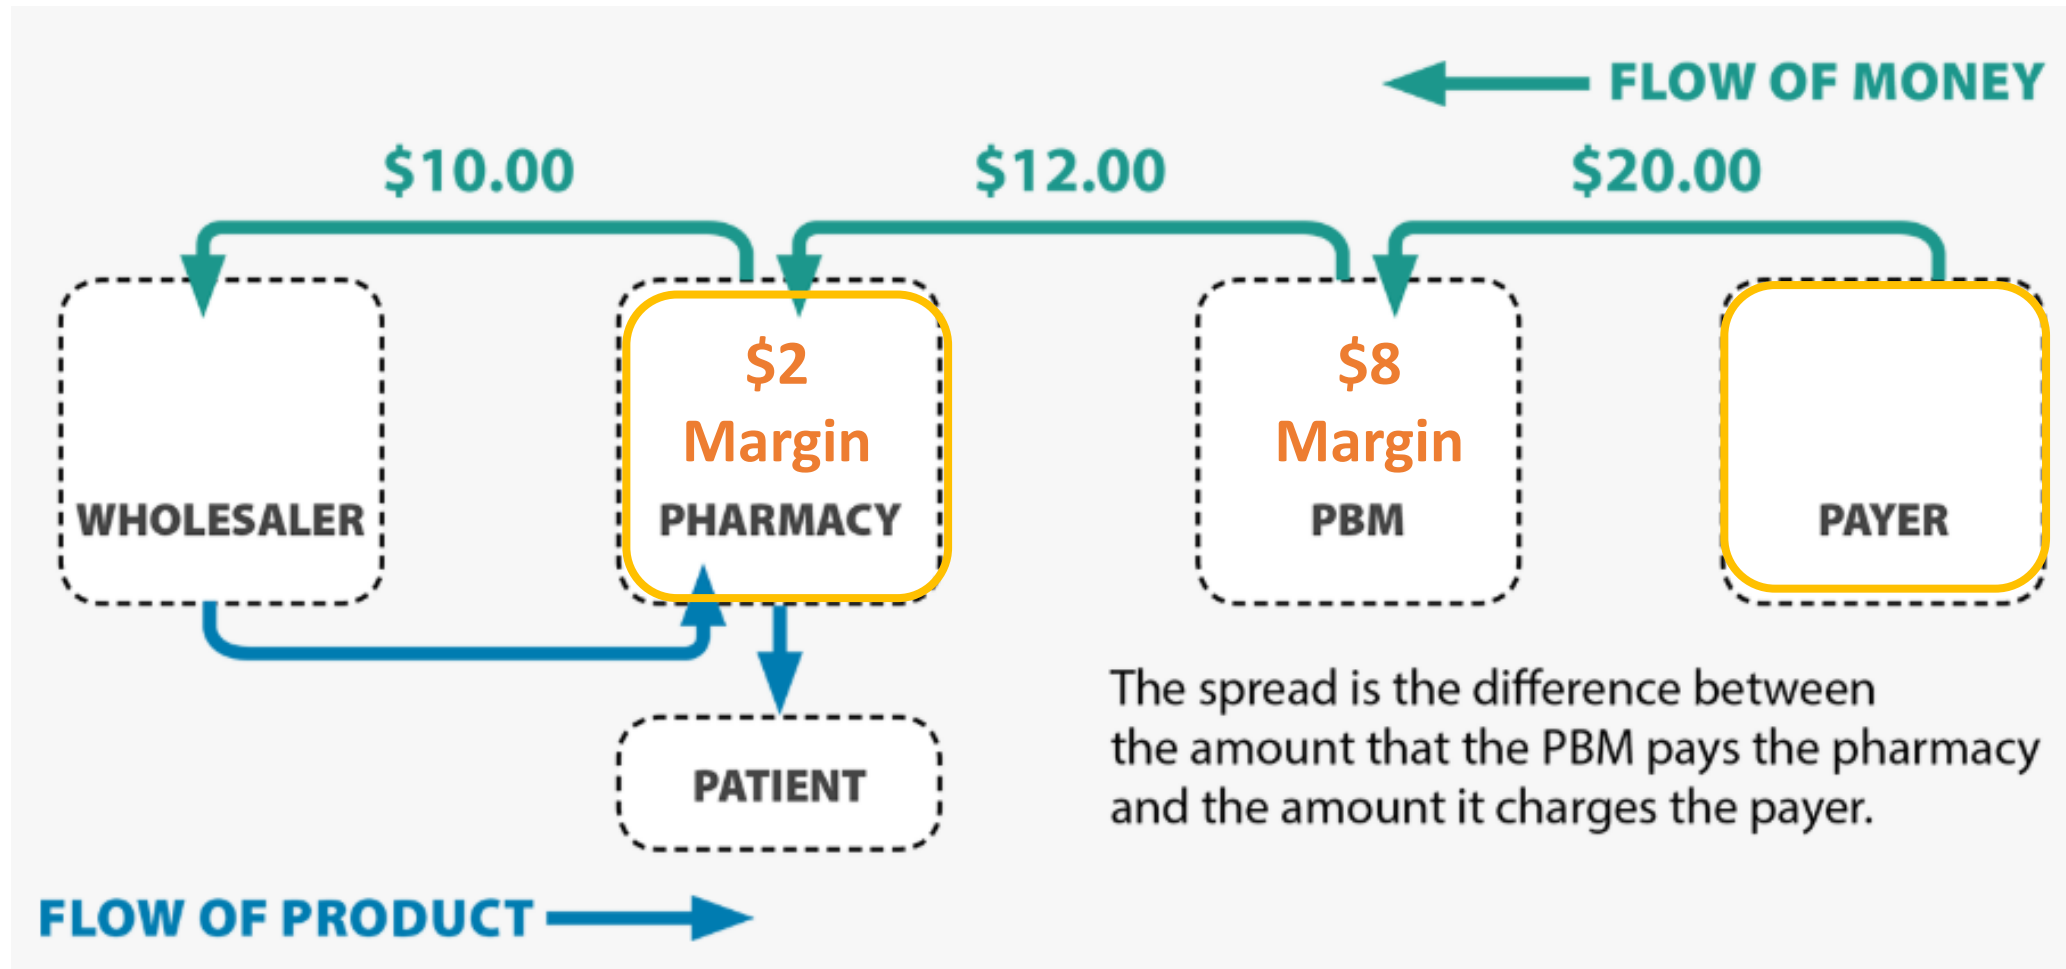 FLOW OF MONEY
$10.00
$12.00
$20.00
$2
Margin
$8
Margin
WHOLESALER
PHARMACY
PBM
PAYER
PATIENT
The spread is the difference between
the amount that the PBM pays the pharmacy
and the amount it charges the payer.
FLOW OF PRODUCT